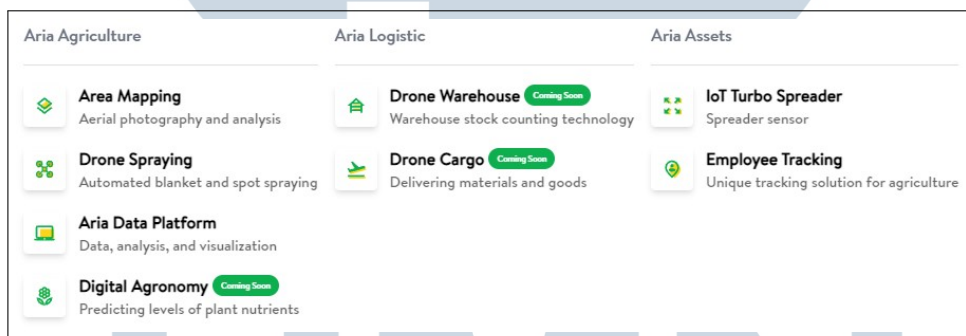 Aria Agriculture
Area Mapping
Aerial photography and analysis
Drone Spraying
Automated blanket and spot spraying
Aria Data Platform
Data, analysis, and visualization
Digital Agronomy Coming Soon
Predicting levels of plant nutrients
Aria Logistic
Drone Warehouse Coming Soon
Warehouse stock counting technology
Drone Cargo Coming Soon
Delivering materials and goods
Aria Assets
IoT Turbo Spreader
Spreader sensor
Employee Tracking
Unique tracking solution for agriculture